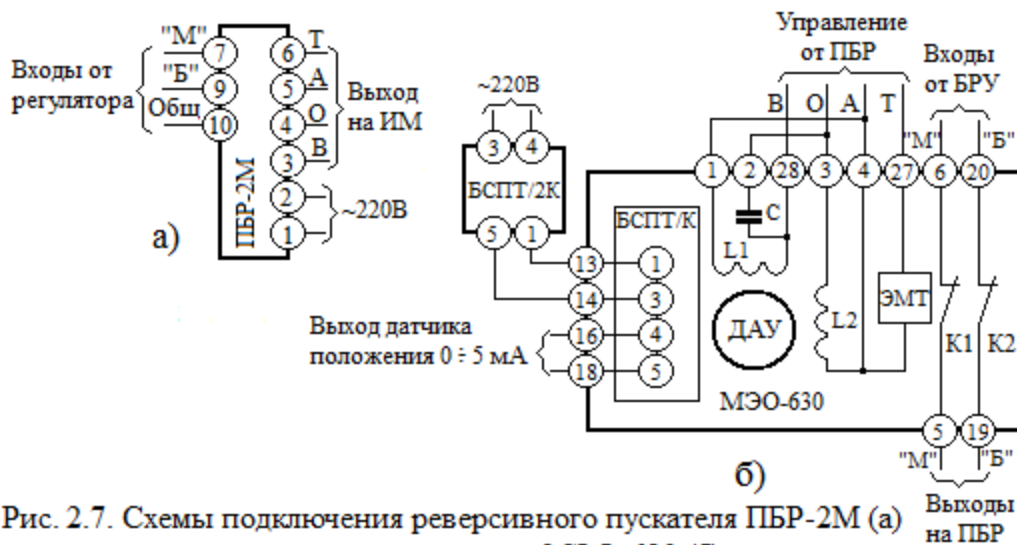 Входы от
регулятора
"М"
"Б"
Общ
7
9
10
6
5
4
3
2
1
Т
А
О
В
Выход
на ИМ
~220В
ПБР-2М
а)
~220В
3
4
БСПТ/2К
5
1
Управление
от ПБР
В
О
А
Т
Входы
от БРУ
"М"
"Б"
1
2
28
3
4
27
6
20
БСПТ/К
13
14
16
18
1
3
4
5
С
L1
ДАУ
L2
ЭМТ
К1
К2
МЭО-630
Выход датчика
положения 0 ÷ 5 мА
5
19
"М"
"Б"
Выходы
на ПБР
б)
Рис. 2.7. Схемы подключения реверсивного пускателя ПБР-2М (а)